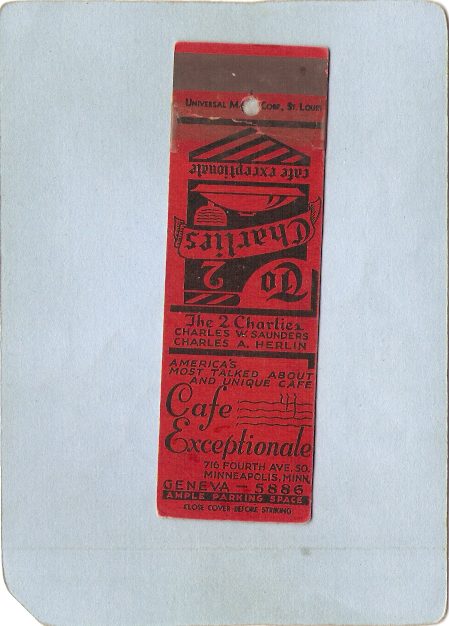 UNIVERSAL M CORP., ST. LOUIS
cafe exceptionale
Charlies
To 2
The 2 Charlies
CHARLES W. SAUNDERS
CHARLES A. HERLIN
AMERICA'S
MOST TALKED ABOUT
AND UNIQUE CAFE
Cafe
Exceptionale
716 FOURTH AVE. SO.
MINNEAPOLIS, MINN.
GENEVA — 5886
AMPLE PARKING SPACE
CLOSE COVER BEFORE STRIKING